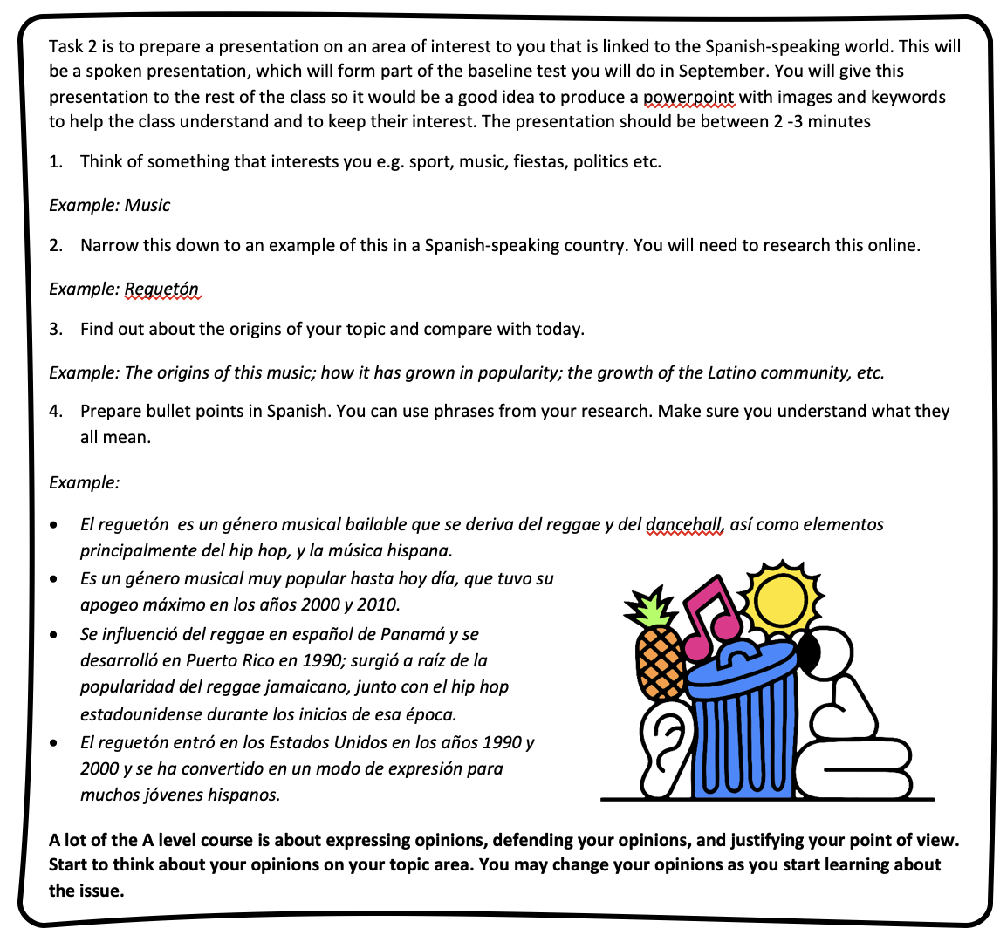 Task 2 is to prepare a presentation on an area of interest to you that is linked to the Spanish-speaking world. This will
be a spoken presentation, which will form part of the baseline test you will do in September. You will give this
presentation to the rest of the class so it would be a good idea to produce a powerpoint with images and keywords
to help the class understand and to keep their interest. The presentation should be between 2 -3 minutes
1. Think of something that interests you e.g. sport, music, fiestas, politics etc.
Example: Music
2. Narrow this down to an example of this in a Spanish-speaking country. You will need to research this online.
Example: Reguetón
3. Find out about the origins of your topic and compare with today.
Example: The origins of this music; how it has grown in popularity; the growth of the Latino community, etc.
4. Prepare bullet points in Spanish. You can use phrases from your research. Make sure you understand what they
all mean.
Example:
• El reguetón  es un género musical bailable que se deriva del reggae y del dancehall, así como elementos
principalmente del hip hop, y la música hispana.
• Es un género musical muy popular hasta hoy día, que tuvo su
apogeo máximo en los años 2000 y 2010.
• Se influenció del reggae en español de Panamá y se
desarrolló en Puerto Rico en 1990; surgió a raíz de la
popularidad del reggae jamaicano, junto con el hip hop
estadounidense durante los inicios de esa época.
• El reguetón entró en los Estados Unidos en los años 1990 y
2000 y se ha convertido en un modo de expresión para
muchos jóvenes hispanos.
A lot of the A level course is about expressing opinions, defending your opinions, and justifying your point of view.
Start to think about your opinions on your topic area. You may change your opinions as you start learning about
the issue.